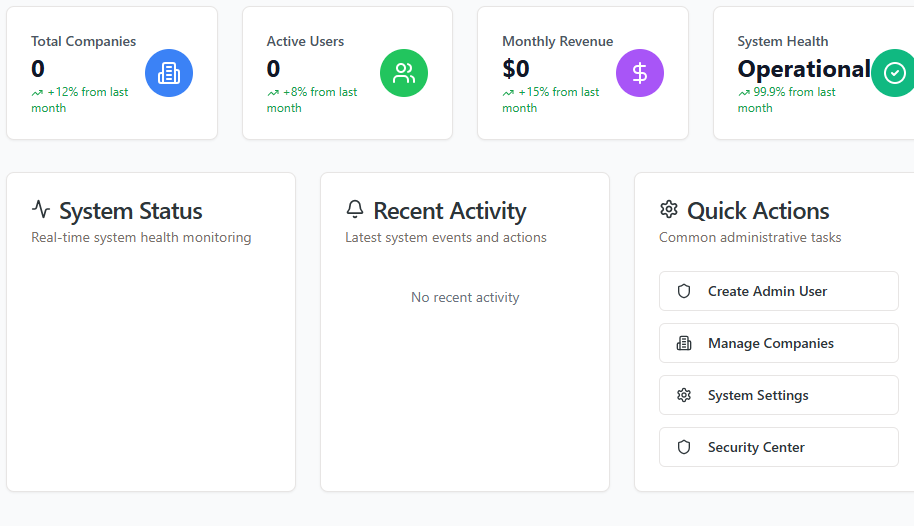 Total Companies
0
+12% from last
month
Active Users
0
+8% from last
month
Monthly Revenue
$0
+15% from last
month
System Health
Operational
99.9% from last
month
System Status
Real-time system health monitoring
Recent Activity
Latest system events and actions
No recent activity
Quick Actions
Common administrative tasks
Create Admin User
Manage Companies
System Settings
Security Center